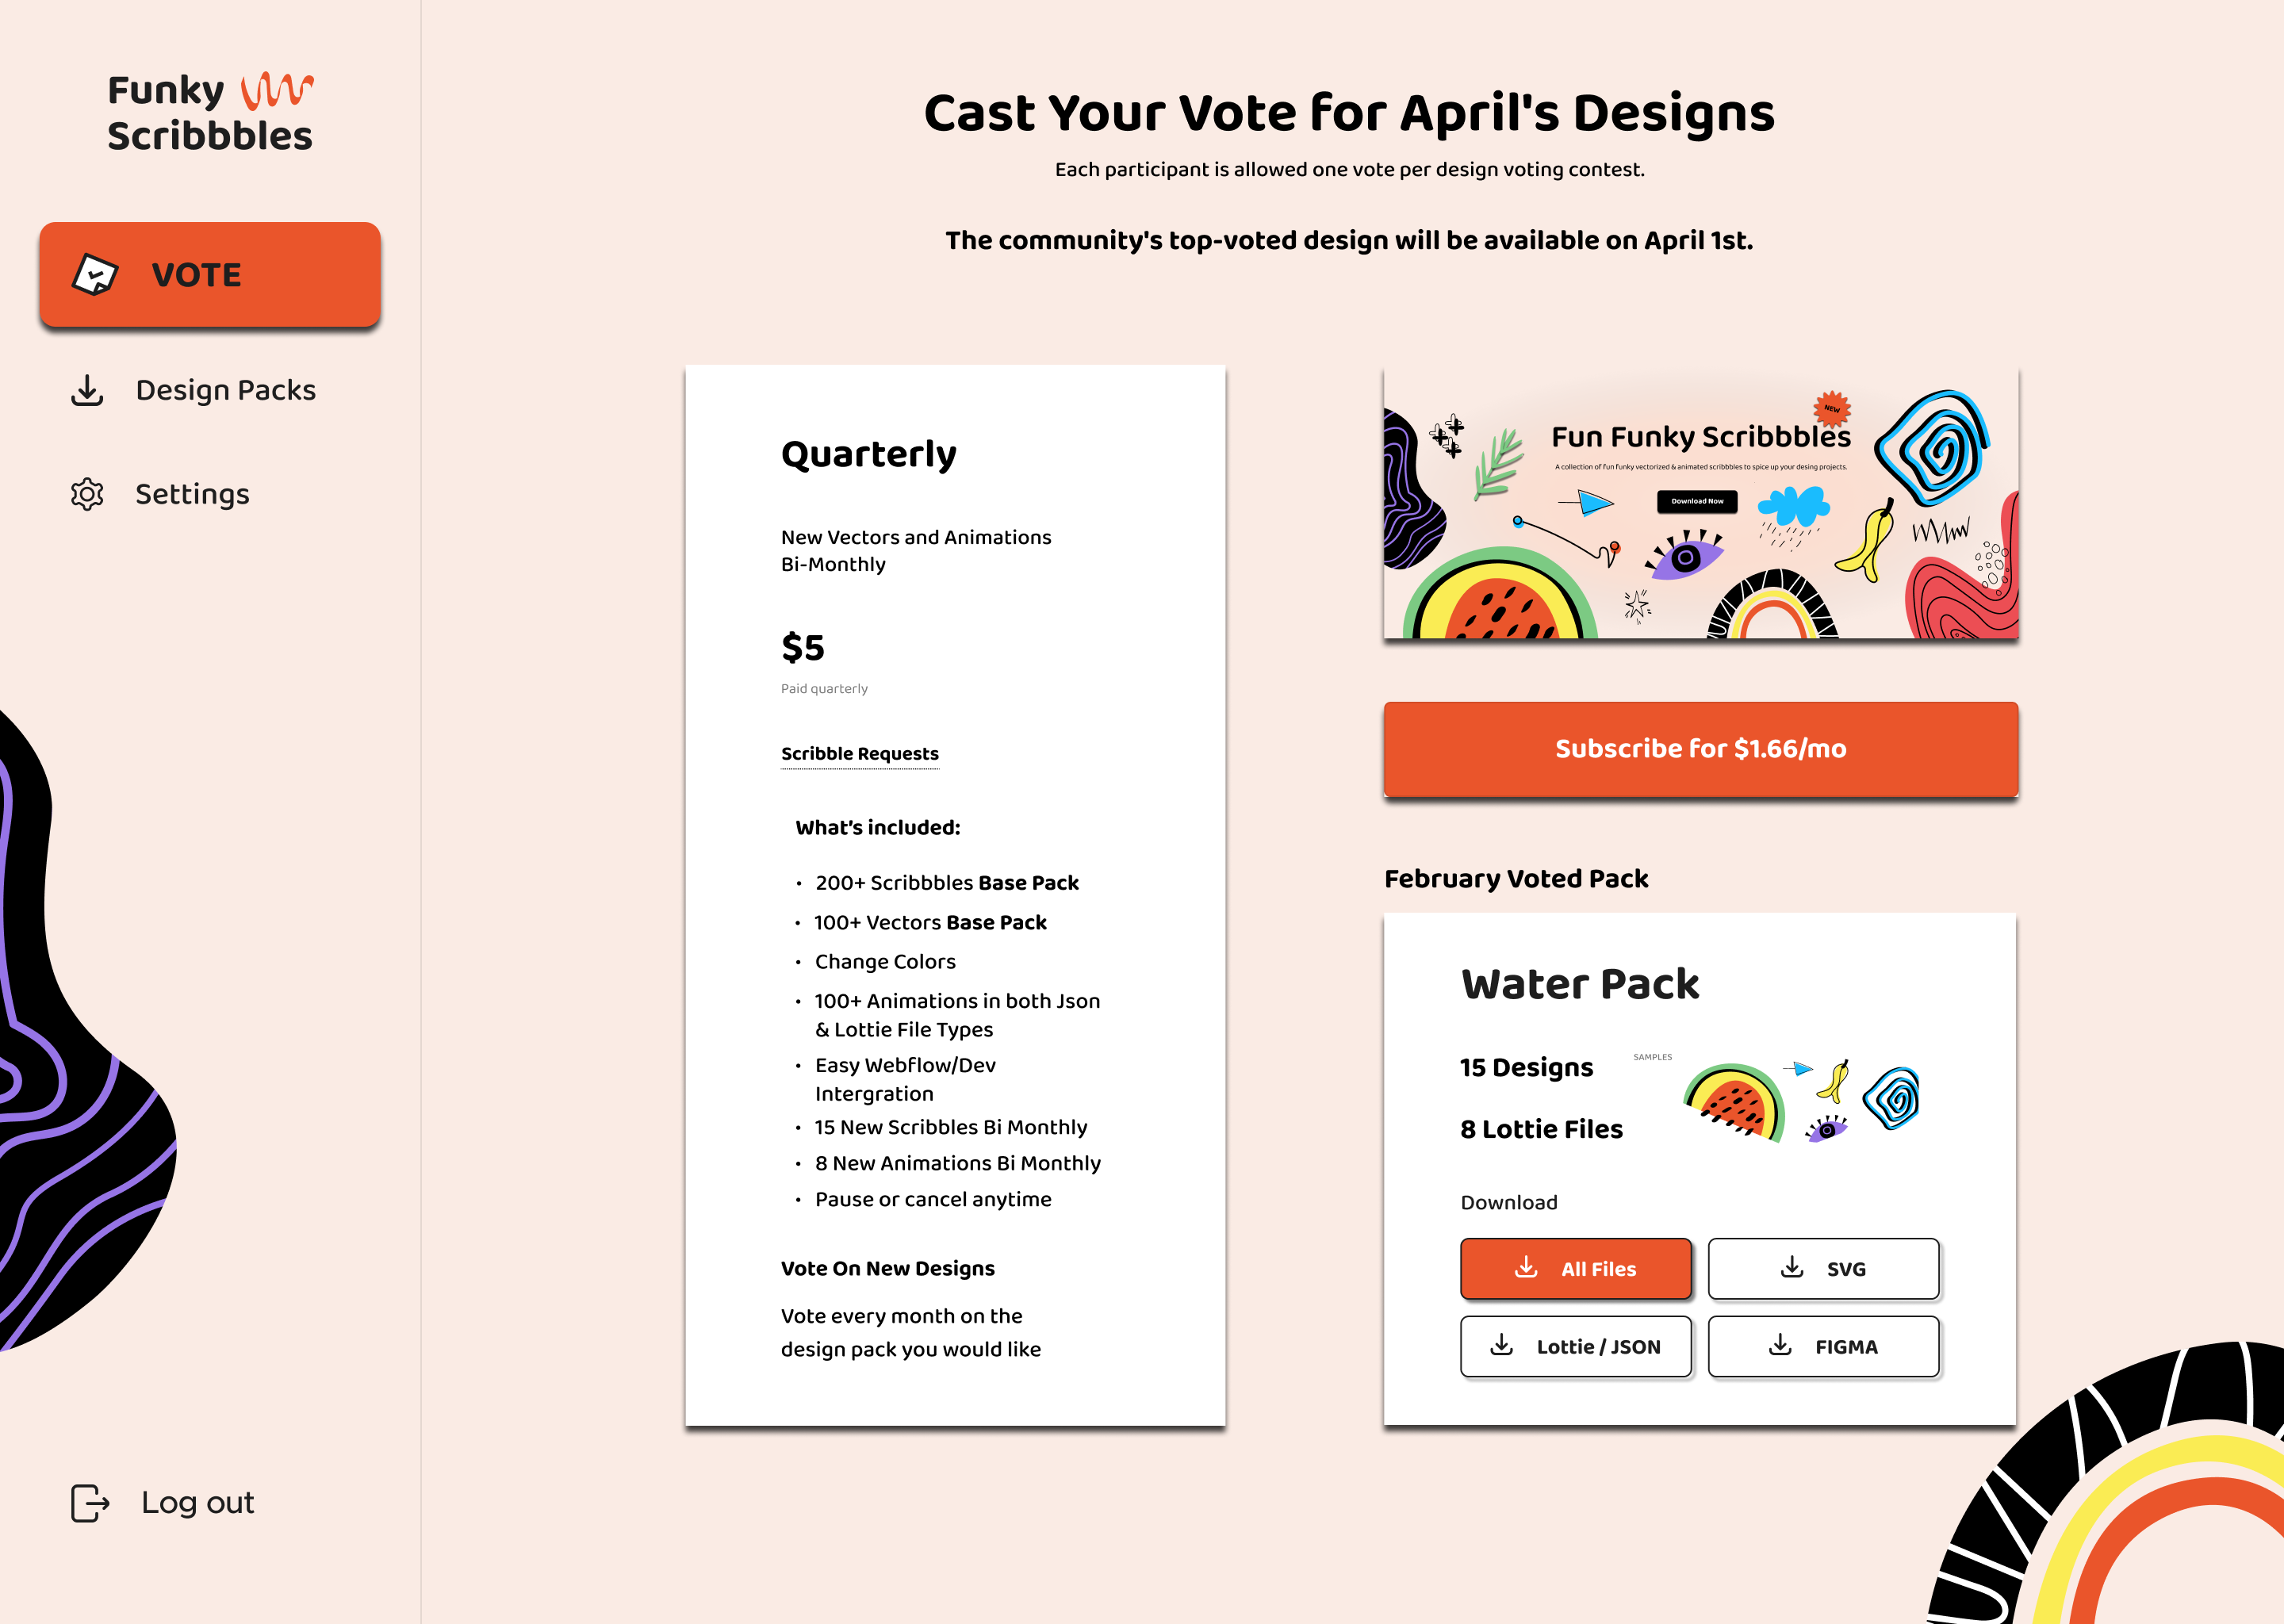 Funky
Scribbbles
VOTE
Design Packs
Settings
Log out
Cast Your Vote for April's Designs
Each participant is allowed one vote per design voting contest.
The community's top-voted design will be available on April 1st.
Quarterly
New Vectors and Animations
Bi-Monthly
$5
Paid quarterly
Scribble Requests
What's included:
• 200+ Scribbbles Base Pack
• 100+ Vectors Base Pack
• Change Colors
• 100+ Animations in both Json
& Lottie File Types
• Easy Webflow/Dev
Intergration
• 15 New Scribbles Bi Monthly
• 8 New Animations Bi Monthly
• Pause or cancel anytime
Vote On New Designs
Vote every month on the
design pack you would like
NEW
Fun Funky Scribbbles
A collection of fun funky vectorized & animated scribbbles to spice up your desing projects.
Download Now
Subscribe for $1.66/mo
February Voted Pack
Water Pack
15 Designs
SAMPLES
8 Lottie Files
Download
All Files
SVG
Lottie / JSON
FIGMA